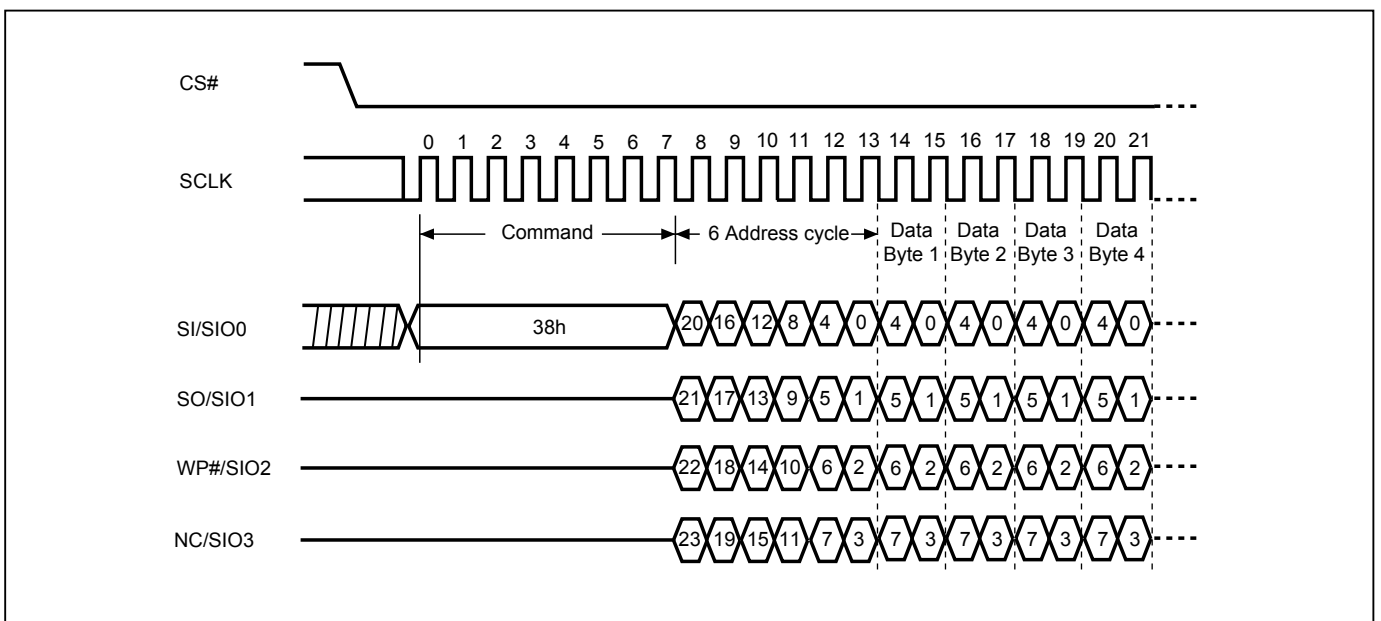 CS#
0 1 2 3 4 5 6 7 8 9 10 11 12 13 14 15 16 17 18 19 20 21
SCLK
Command 6 Address cycle Data Data Data Data
Byte 1 Byte 2 Byte 3 Byte 4
SI/SIO0 38h 20 16 12 8 4 0 4 0 4 0 4 0 4 0
SO/SIO1 21 17 13 9 5 1 5 1 5 1 5 1 5 1
WP#/SIO2 22 18 14 10 6 2 6 2 6 2 6 2 6 2
NC/SIO3 23 19 15 11 7 3 7 3 7 3 7 3 7 3